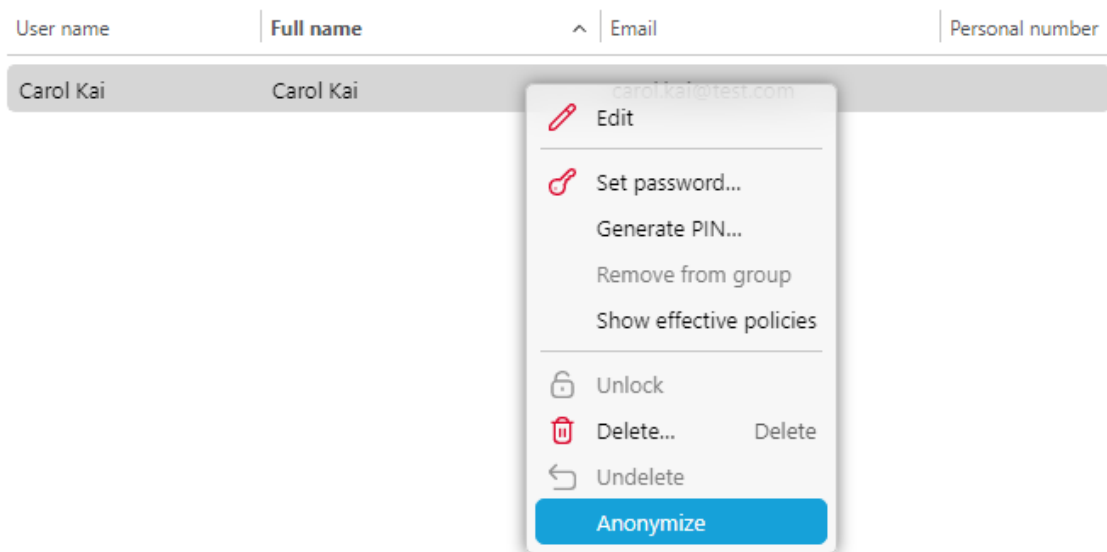 User name Full name Email Personal number
Carol Kai Carol Kai carol.kai@test.com
Edit
Set password...
Generate PIN...
Remove from group
Show effective policies
Unlock
Delete... Delete
Undelete
Anonymize